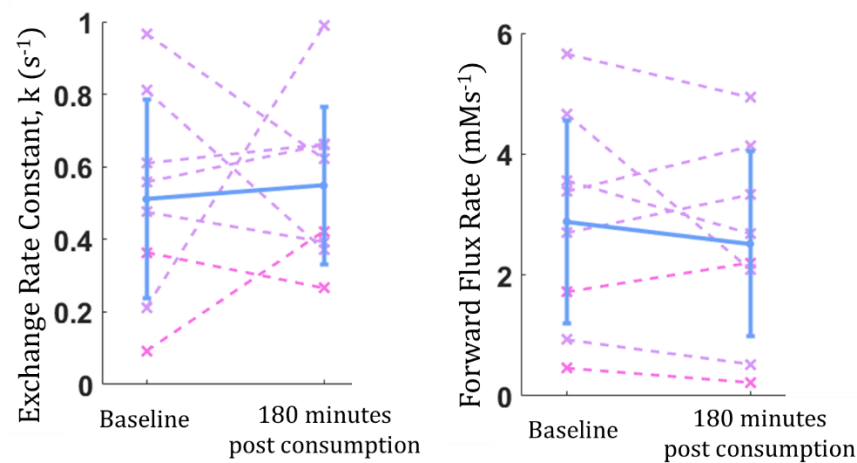 Exchange Rate Constant, k (s⁻¹)
1
0.8
0.6
0.4
0.2
0
Baseline
180 minutes
post consumption
Forward Flux Rate (mMs⁻¹)
6
4
2
0
Baseline
180 minutes
post consumption